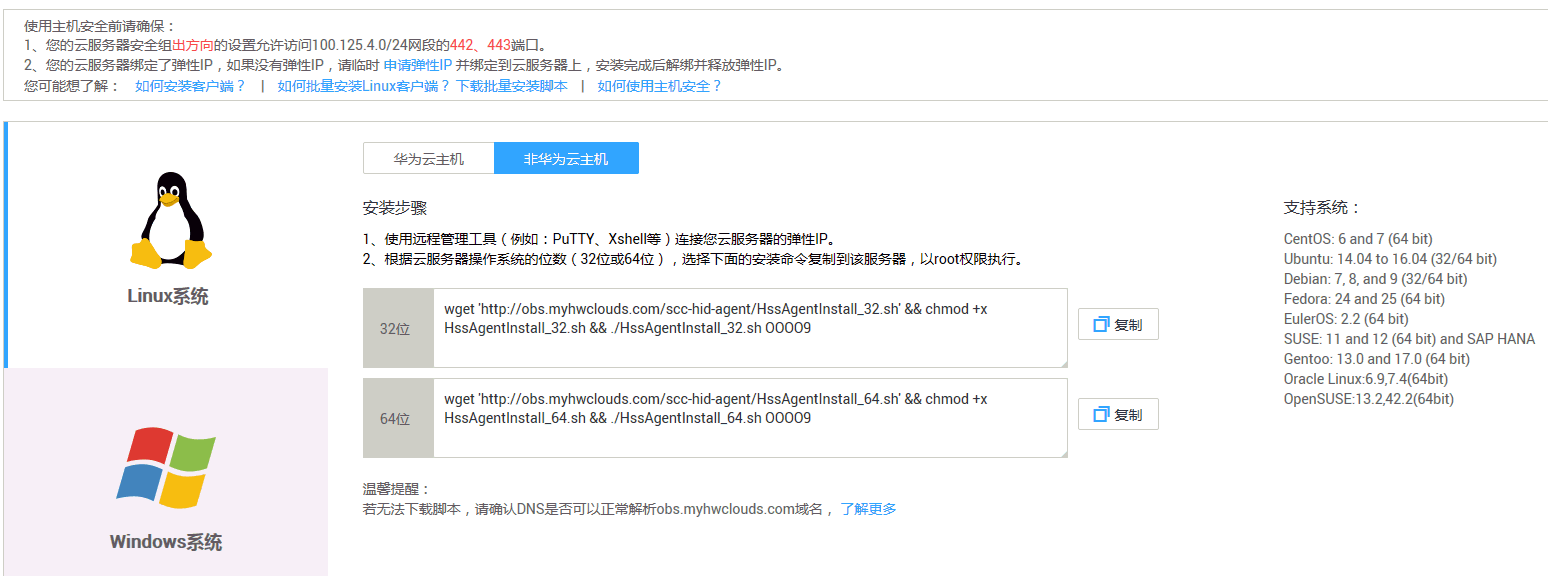 使用主机安全前请确保：
1、您的云服务器安全组出方向的设置允许访问100.125.4.0/24网段的442、443端口。
2、您的云服务器绑定了弹性IP，如果没有弹性IP，请临时 申请弹性IP 并绑定到云服务器上，安装完成后解绑并释放弹性IP。
您可能想了解： 如何安装客户端？ | 如何批量安装Linux客户端？ 下载批量安装脚本 | 如何使用主机安全？
华为云主机 非华为云主机
安装步骤
1、使用远程管理工具（例如：PuTTY、Xshell等）连接您云服务器的弹性IP。
2、根据云服务器操作系统的位数（32位或64位），选择下面的安装命令复制到该服务器，以root权限执行。
Linux系统
32位
wget 'http://obs.myhwclouds.com/scc-hid-agent/HssAgentInstall_32.sh' && chmod +x
HssAgentInstall_32.sh && ./HssAgentInstall_32.sh OOOO9
复制
64位
wget 'http://obs.myhwclouds.com/scc-hid-agent/HssAgentInstall_64.sh' && chmod +x
HssAgentInstall_64.sh && ./HssAgentInstall_64.sh OOOO9
复制
温馨提醒：
若无法下载脚本，请确认DNS是否可以正常解析obs.myhwclouds.com域名， 了解更多
Windows系统
支持系统：
CentOS: 6 and 7 (64 bit)
Ubuntu: 14.04 to 16.04 (32/64 bit)
Debian: 7, 8, and 9 (32/64 bit)
Fedora: 24 and 25 (64 bit)
EulerOS: 2.2 (64 bit)
SUSE: 11 and 12 (64 bit) and SAP HANA
Gentoo: 13.0 and 17.0 (64 bit)
Oracle Linux:6.9,7.4(64bit)
OpenSUSE:13.2,42.2(64bit)